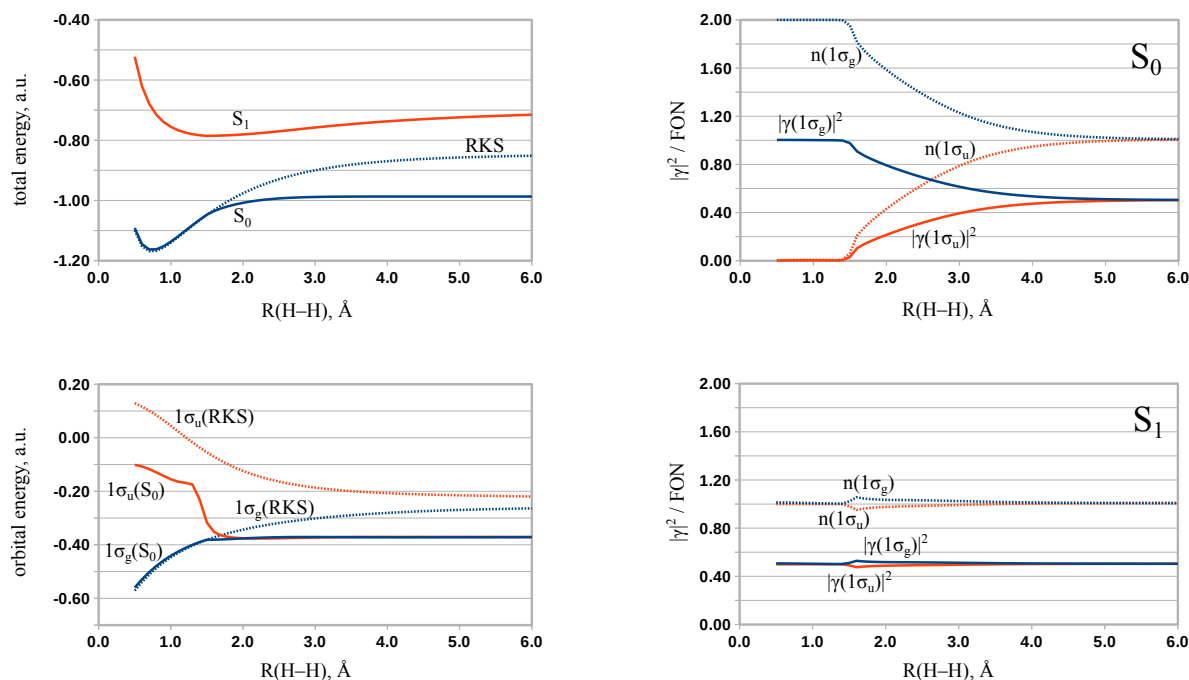 -0.40
-0.60
-0.80
-1.00
-1.20
total energy, a.u.
S1
RKS
S0
0.0 1.0 2.0 3.0 4.0 5.0 6.0
R(H–H), Å
2.00
1.60
1.20
0.80
0.40
0.00
|γ|² / FON
S0
n(1σg)
|γ(1σg)|²
n(1σu)
|γ(1σu)|²
0.0 1.0 2.0 3.0 4.0 5.0 6.0
R(H–H), Å
0.20
0.00
-0.20
-0.40
-0.60
orbital energy, a.u.
1σu(RKS)
1σu(S0)
1σg(RKS)
1σg(S0)
0.0 1.0 2.0 3.0 4.0 5.0 6.0
R(H–H), Å
2.00
1.60
1.20
0.80
0.40
0.00
|γ|² / FON
S1
n(1σg)
n(1σu)
|γ(1σg)|²
|γ(1σu)|²
0.0 1.0 2.0 3.0 4.0 5.0 6.0
R(H–H), Å